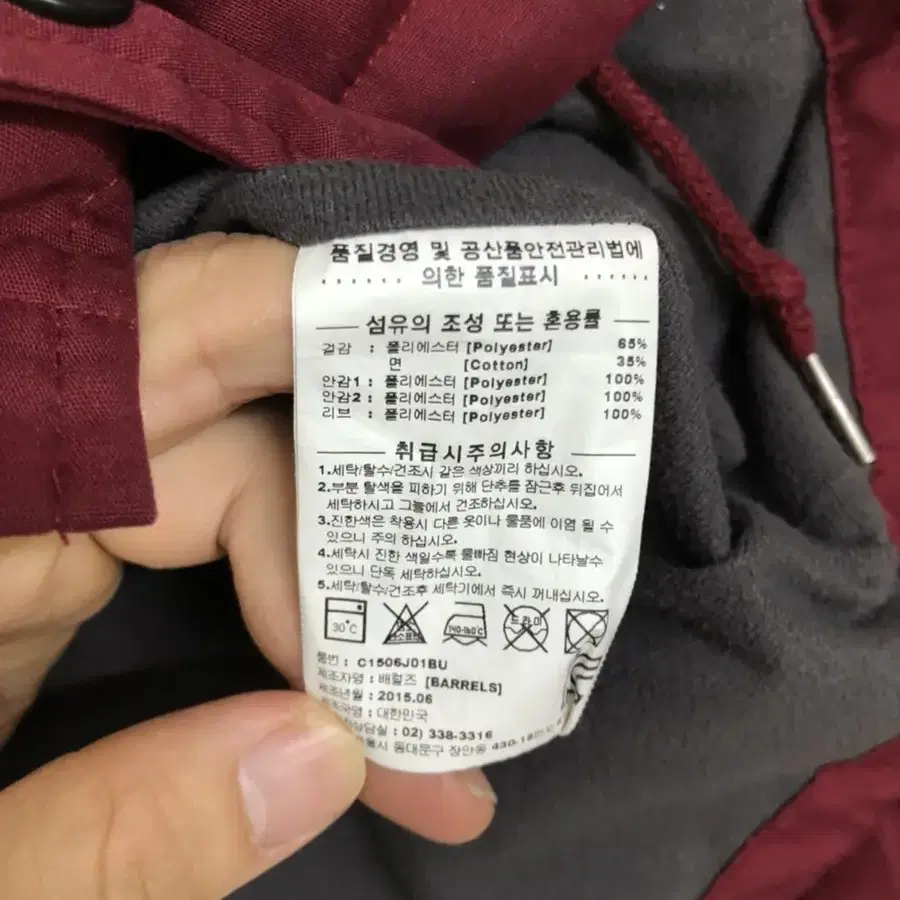 품질경영 및 공산품안전관리법에
의한 품질표시
섬유의 조성 또는 혼용률
겉감 : 폴리에스터 [Polyester] 65%
면 [Cotton] 35%
안감1 : 폴리에스터 [Polyester] 100%
안감2 : 폴리에스터 [Polyester] 100%
리브 : 폴리에스터 [Polyester] 100%
취급시주의사항
1.세탁/탈수/건조시 같은 색상끼리 하십시오.
2.부분 탈색을 피하기 위해 단추를 잠근후 뒤집어서
세탁하시고 그늘에서 건조하십시오.
3.진한색은 착용시 다른 옷이나 물품에 이염 될 수
있으니 주의 하십시오.
4.세탁시 진한 색일수록 물빠짐 현상이 나타날수
있으니 단독 세탁하십시오.
5.세탁/탈수/건조후 세탁기에서 즉시 꺼내십시오.
30°C 140-160°C 드라이
품번 : C1506J01BU
제조자명 : 배럴즈 [BARRELS]
제조년월 : 2015.06
제조국명 : 대한민국
상담실 : 02) 338-3316
동대문구 장안동 430-18